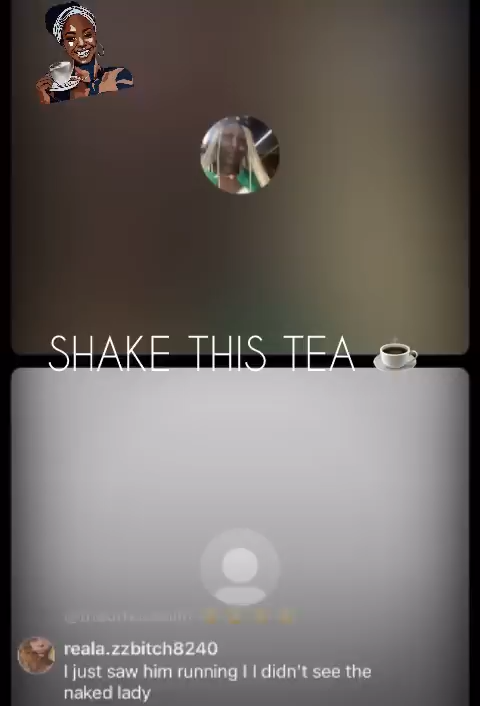 SHAKE THIS TEA ☕
reala.zzbitch8240
I just saw him running I I didn't see the
naked lady